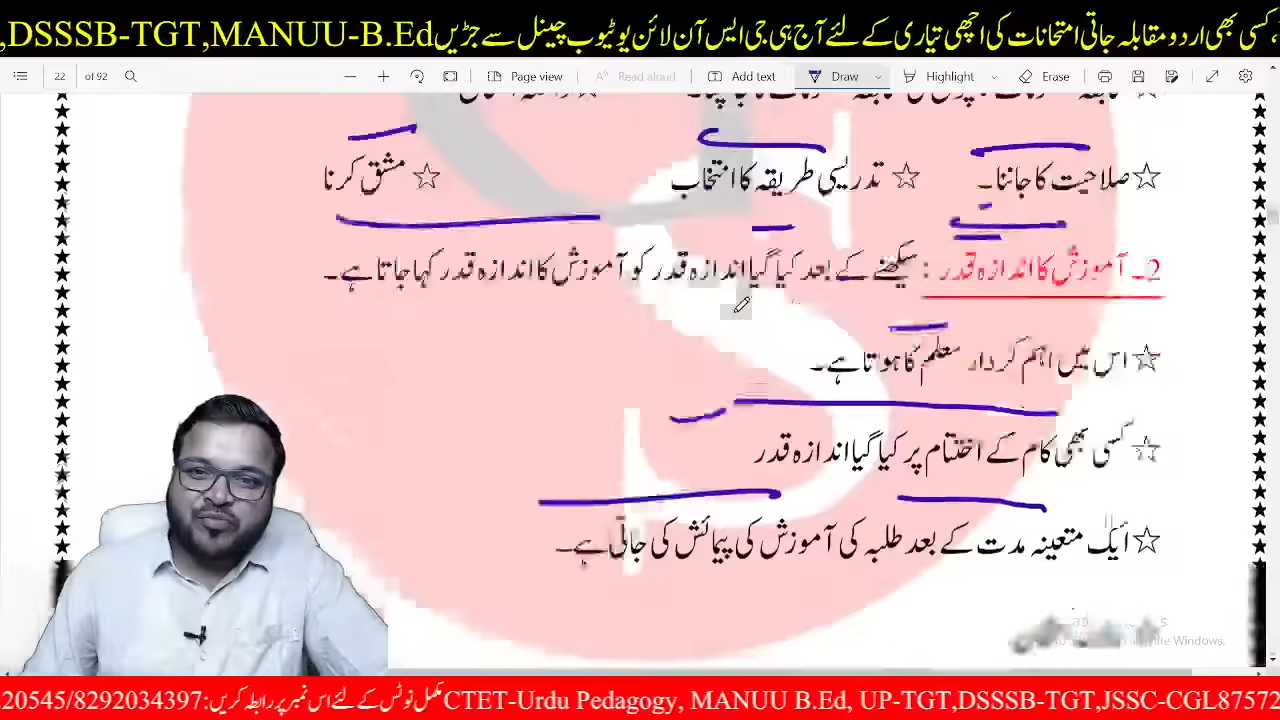 ،کسی بھی اردو مقابلہ جاتی امتحانات کی اچھی تیاری کے لئے آج ہی جی ایس آن لائن یوٹیوب چینل سے جڑیں DSSSB-TGT,MANUU-B.Ed,
22 of 92 Page view Read aloud Add text Draw Highlight Erase
☆صلاحیت کا جاننا۔ ☆ تدریسی طریقہ کا انتخاب ☆ مشق کرنا
2۔ آموزش کا اندازہ قدر : سیکھنے کے بعد کیا گیا اندازہ قدر کو آموزش کا اندازہ قدر کہا جاتا ہے۔
☆اس میں اہم کردار معلم کا ہوتا ہے۔
☆کسی بھی کام کے اختتام پر کیا گیا اندازہ قدر
☆ایک متعینہ مدت کے بعد طلبہ کی آموزش کی پیمائش کی جاتی ہے۔
Windows.
20545/8292034397:مکمل نوٹس کے لئے اس نمبر پر رابطہ کریں CTET-Urdu Pedagogy, MANUU B.Ed, UP-TGT,DSSSB-TGT,JSSC-CGL87572